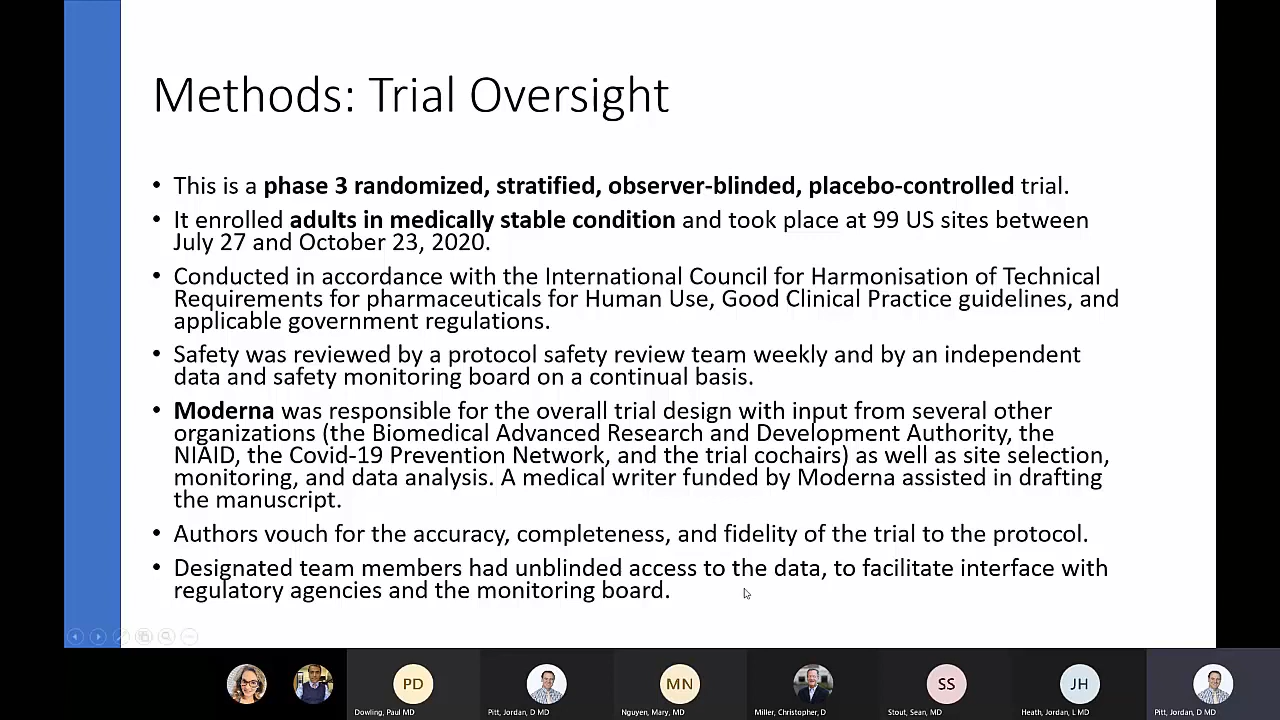 Methods: Trial Oversight
• This is a phase 3 randomized, stratified, observer-blinded, placebo-controlled trial.
• It enrolled adults in medically stable condition and took place at 99 US sites between
July 27 and October 23, 2020.
• Conducted in accordance with the International Council for Harmonisation of Technical
Requirements for pharmaceuticals for Human Use, Good Clinical Practice guidelines, and
applicable government regulations.
• Safety was reviewed by a protocol safety review team weekly and by an independent
data and safety monitoring board on a continual basis.
• Moderna was responsible for the overall trial design with input from several other
organizations (the Biomedical Advanced Research and Development Authority, the
NIAID, the Covid-19 Prevention Network, and the trial cochairs) as well as site selection,
monitoring, and data analysis. A medical writer funded by Moderna assisted in drafting
the manuscript.
• Authors vouch for the accuracy, completeness, and fidelity of the trial to the protocol.
• Designated team members had unblinded access to the data, to facilitate interface with
regulatory agencies and the monitoring board.
PD MN SS JH
Dowling, Paul MD Pitt, Jordan, D MD Nguyen, Mary, MD Miller, Christopher, D Stout, Sean, MD Heath, Jordan, L MD Pitt, Jordan, D MD